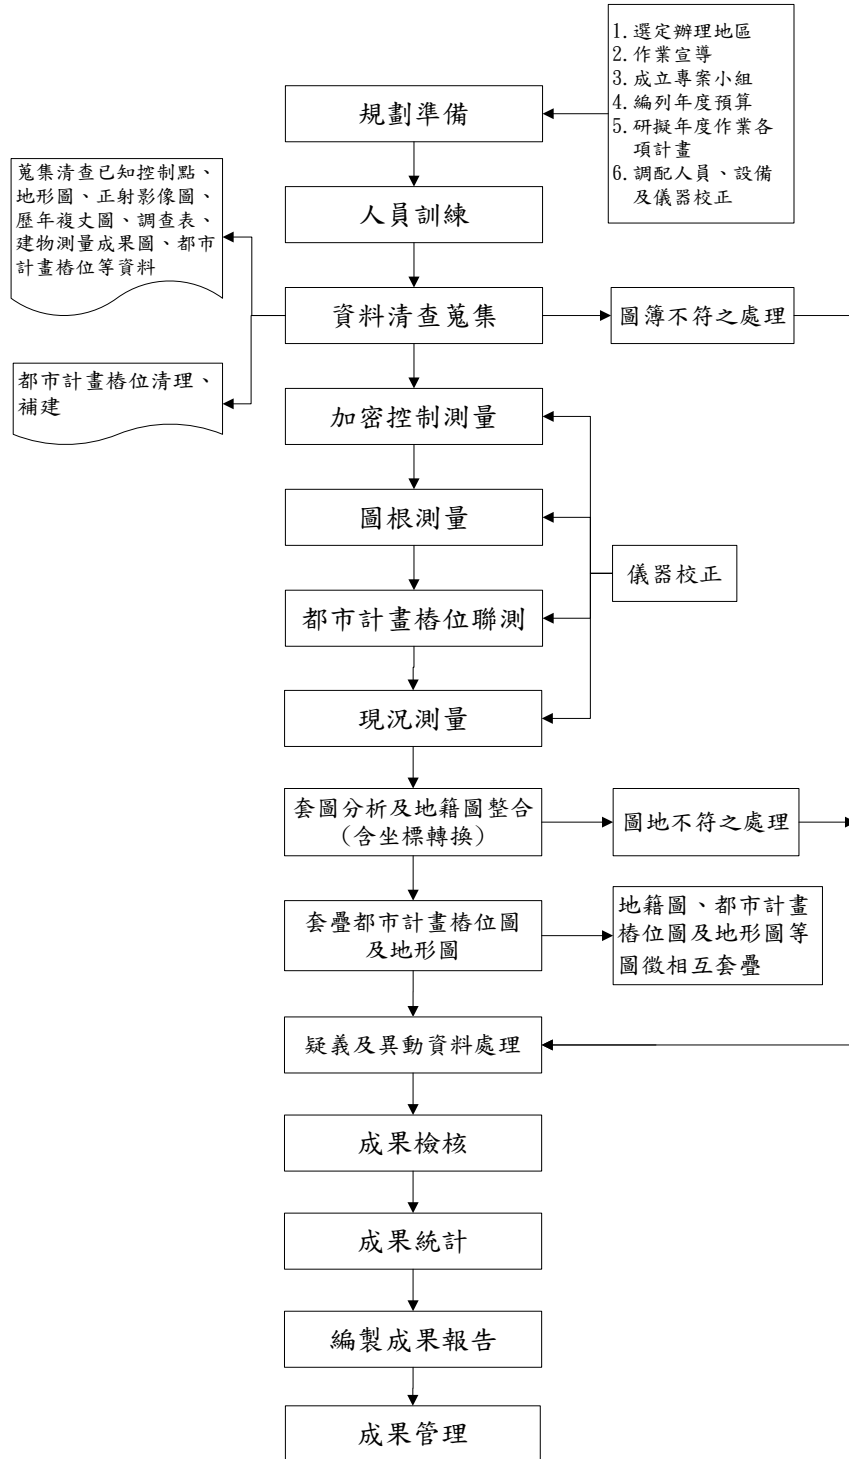 1. 選定辦理地區
2. 作業宣導
3. 成立專案小組
4. 編列年度預算
5. 研擬年度作業各
項計畫
6. 調配人員、設備
及儀器校正
規劃準備
人員訓練
蒐集清查已知控制點、
地形圖、正射影像圖、
歷年複丈圖、調查表、
建物測量成果圖、都市
計畫樁位等資料
資料清查蒐集
圖簿不符之處理
都市計畫樁位清理、
補建
加密控制測量
圖根測量
儀器校正
都市計畫樁位聯測
現況測量
套圖分析及地籍圖整合
(含坐標轉換)
圖地不符之處理
套疊都市計畫樁位圖
及地形圖
地籍圖、都市計畫
樁位圖及地形圖等
圖徵相互套疊
疑義及異動資料處理
成果檢核
成果統計
編製成果報告
成果管理